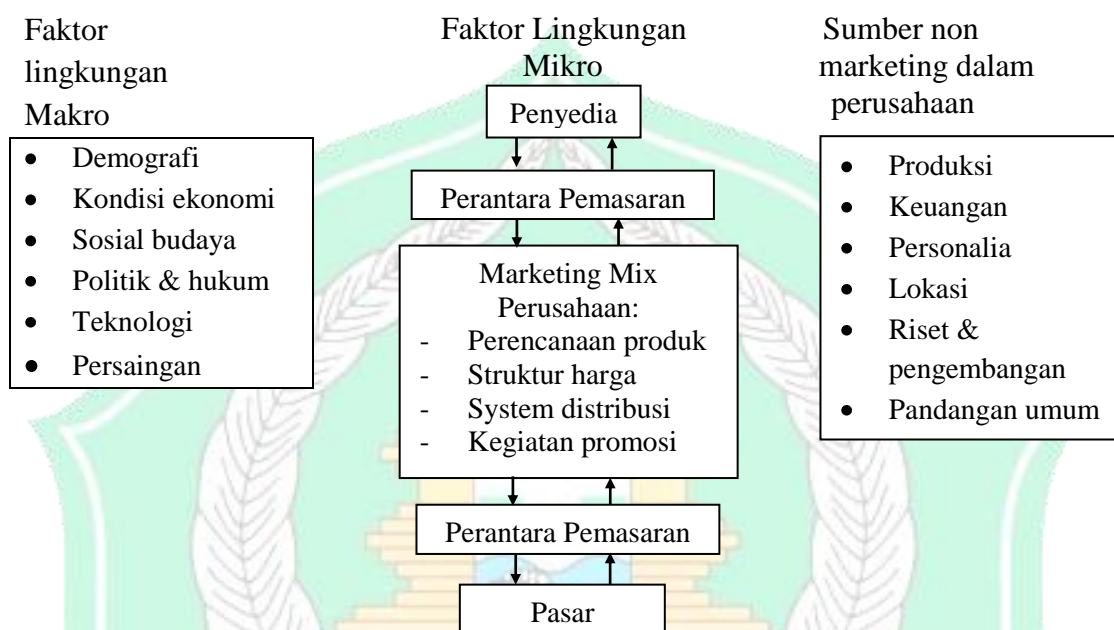 Faktor
lingkungan
Makro
• Demografi
• Kondisi ekonomi
• Sosial budaya
• Politik & hukum
• Teknologi
• Persaingan
Faktor Lingkungan
Mikro
Penyedia
Perantara Pemasaran
Marketing Mix
Perusahaan:
- Perencanaan produk
- Struktur harga
- System distribusi
- Kegiatan promosi
Perantara Pemasaran
Pasar
Sumber non
marketing dalam
perusahaan
• Produksi
• Keuangan
• Personalia
• Lokasi
• Riset &
pengembangan
• Pandangan umum